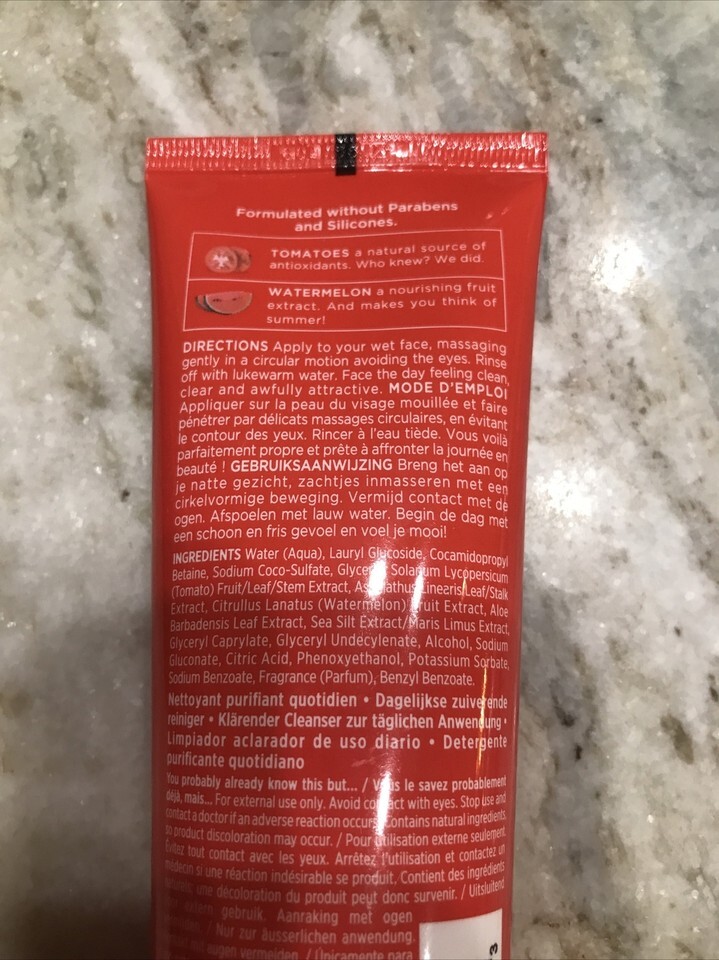 Formulated without Parabens
and Silicones.
TOMATOES a natural source of
antioxidants. Who knew? We did.
WATERMELON a nourishing fruit
extract. And makes you think of
summer!
DIRECTIONS Apply to your wet face, massaging
gently in a circular motion avoiding the eyes. Rinse
off with lukewarm water. Face the day feeling clean,
clear and awfully attractive. MODE D'EMPLOI
Appliquer sur la peau du visage mouillée et faire
pénétrer par délicats massages circulaires, en évitant
le contour des yeux. Rincer à l'eau tiède. Vous voilà
parfaitement propre et prête à affronter la journée en
beauté ! GEBRUIKSAANWIJZING Breng het aan op
je natte gezicht, zachtjes inmasseren met een
cirkelvormige beweging. Vermijd contact met de
ogen. Afspoelen met lauw water. Begin de dag met
een schoon en fris gevoel en voel je mooi!
INGREDIENTS Water (Aqua), Lauryl Glucoside, Cocamidopropyl
Betaine, Sodium Coco-Sulfate, Glycerin, Solanum Lycopersicum
(Tomato) Fruit/Leaf/Stem Extract, Aspalathus Linearis Leaf/Stalk
Extract, Citrullus Lanatus (Watermelon) Fruit Extract, Aloe
Barbadensis Leaf Extract, Sea Silt Extract/Maris Limus Extract,
Glyceryl Caprylate, Glyceryl Undecylenate, Alcohol, Sodium
Gluconate, Citric Acid, Phenoxyethanol, Potassium Sorbate,
Sodium Benzoate, Fragrance (Parfum), Benzyl Benzoate.
Nettoyant purifiant quotidien • Dagelijkse zuiverende
reiniger • Klärender Cleanser zur täglichen Anwendung •
Limpiador aclarador de uso diario • Detergente
purificante quotidiano
You probably already know this but... / Vous le savez probablement
déjà, mais... For external use only. Avoid contact with eyes. Stop use and
contact a doctor if an adverse reaction occurs. Contains natural ingredients,
so product discoloration may occur. / Pour utilisation externe seulement.
Évitez tout contact avec les yeux. Arrêtez l'utilisation et contactez un
médecin si une réaction indésirable se produit. Contient des ingrédients
une décoloration du produit peut donc survenir. / Uitsluitend
extern gebruik. Aanraking met ogen
/ Nur zur äusserlichen anwendung.
mit augen vermeiden. / Únicamente para
3